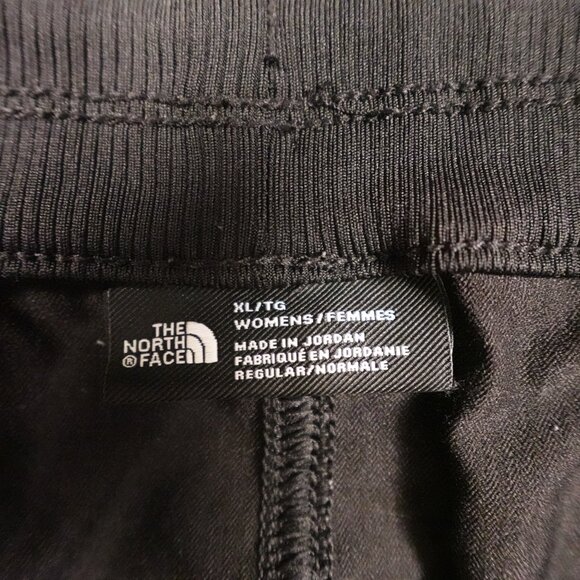 THE
NORTH
FACE
®
XL/TG
WOMENS/FEMMES
MADE IN JORDAN
FABRIQUÉ EN JORDANIE
REGULAR/NORMALE